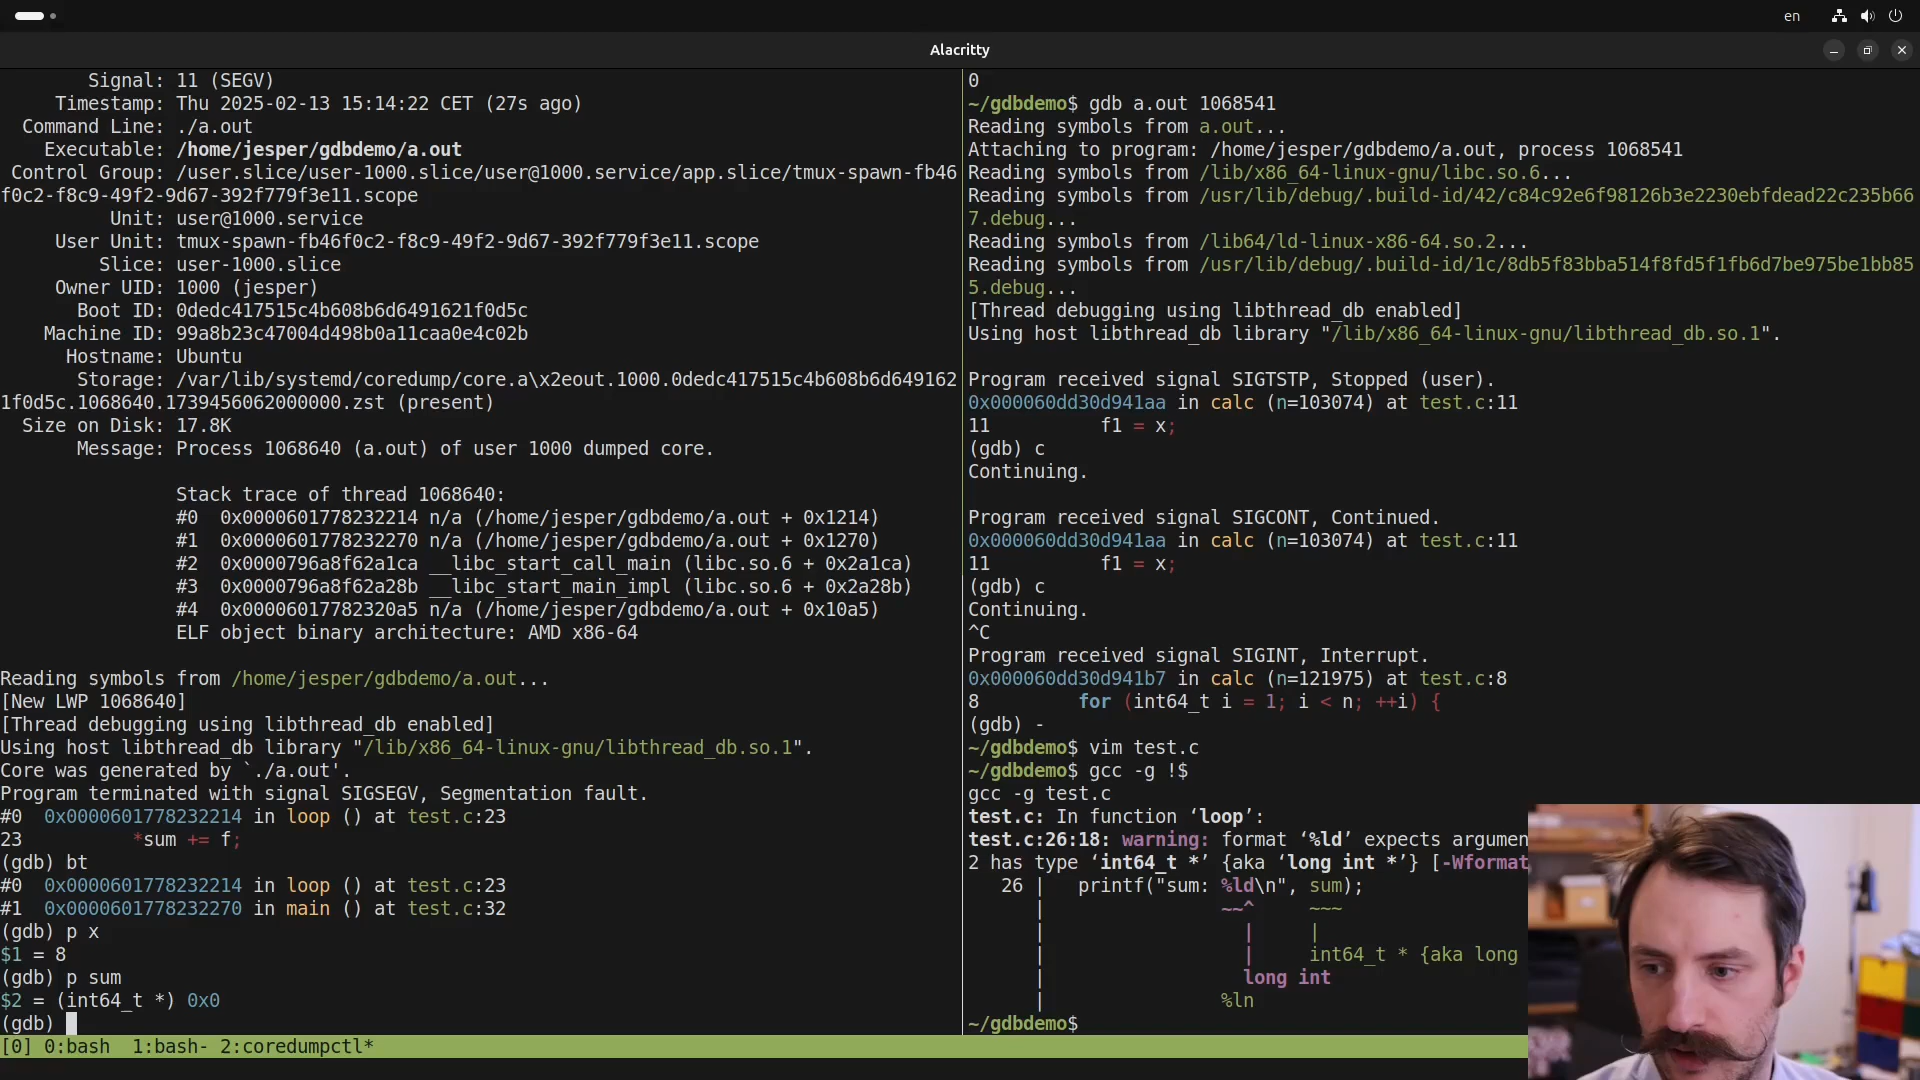 en
Alacritty
Signal: 11 (SEGV)
Timestamp: Thu 2025-02-13 15:14:22 CET (27s ago)
Command Line: ./a.out
Executable: /home/jesper/gdbdemo/a.out
Control Group: /user.slice/user-1000.slice/user@1000.service/app.slice/tmux-spawn-fb46
f0c2-f8c9-49f2-9d67-392f779f3e11.scope
Unit: user@1000.service
User Unit: tmux-spawn-fb46f0c2-f8c9-49f2-9d67-392f779f3e11.scope
Slice: user-1000.slice
Owner UID: 1000 (jesper)
Boot ID: 0dedc417515c4b608b6d6491621f0d5c
Machine ID: 99a8b23c47004d498b0a11caa0e4c02b
Hostname: Ubuntu
Storage: /var/lib/systemd/coredump/core.a\x2eout.1000.0dedc417515c4b608b6d649162
1f0d5c.1068640.1739456062000000.zst (present)
Size on Disk: 17.8K
Message: Process 1068640 (a.out) of user 1000 dumped core.
Stack trace of thread 1068640:
#0  0x0000601778232214 n/a (/home/jesper/gdbdemo/a.out + 0x1214)
#1  0x0000601778232270 n/a (/home/jesper/gdbdemo/a.out + 0x1270)
#2  0x0000796a8f62a1ca __libc_start_call_main (libc.so.6 + 0x2a1ca)
#3  0x0000796a8f62a28b __libc_start_main_impl (libc.so.6 + 0x2a28b)
#4  0x00006017782320a5 n/a (/home/jesper/gdbdemo/a.out + 0x10a5)
ELF object binary architecture: AMD x86-64
Reading symbols from /home/jesper/gdbdemo/a.out...
[New LWP 1068640]
[Thread debugging using libthread_db enabled]
Using host libthread_db library "/lib/x86_64-linux-gnu/libthread_db.so.1".
Core was generated by `./a.out'.
Program terminated with signal SIGSEGV, Segmentation fault.
#0  0x0000601778232214 in loop () at test.c:23
23          *sum += f;
(gdb) bt
#0  0x0000601778232214 in loop () at test.c:23
#1  0x0000601778232270 in main () at test.c:32
(gdb) p x
$1 = 8
(gdb) p sum
$2 = (int64_t *) 0x0
(gdb)
0
~/gdbdemo$ gdb a.out 1068541
Reading symbols from a.out...
Attaching to program: /home/jesper/gdbdemo/a.out, process 1068541
Reading symbols from /lib/x86_64-linux-gnu/libc.so.6...
Reading symbols from /usr/lib/debug/.build-id/42/c84c92e6f98126b3e2230ebfdead22c235b66
7.debug...
Reading symbols from /lib64/ld-linux-x86-64.so.2...
Reading symbols from /usr/lib/debug/.build-id/1c/8db5f83bba514f8fd5f1fb6d7be975be1bb85
5.debug...
[Thread debugging using libthread_db enabled]
Using host libthread_db library "/lib/x86_64-linux-gnu/libthread_db.so.1".
Program received signal SIGTSTP, Stopped (user).
0x000060dd30d941aa in calc (n=103074) at test.c:11
11          f1 = x;
(gdb) c
Continuing.
Program received signal SIGCONT, Continued.
0x000060dd30d941aa in calc (n=103074) at test.c:11
11          f1 = x;
(gdb) c
Continuing.
^C
Program received signal SIGINT, Interrupt.
0x000060dd30d941b7 in calc (n=121975) at test.c:8
8        for (int64_t i = 1; i < n; ++i) {
(gdb) -
~/gdbdemo$ vim test.c
~/gdbdemo$ gcc -g !$
gcc -g test.c
test.c: In function ‘loop’:
test.c:26:18: warning: format ‘%ld’ expects argumen
2 has type ‘int64_t *’ {aka ‘long int *’} [-Wformat
26 |   printf("sum: %ld\n", sum);
|                ~~^     ~~~
|                  |     |
|                  |     int64_t * {aka long
|                  long int
|                %ln
~/gdbdemo$
[0] 0:bash  1:bash- 2:coredumpctl*